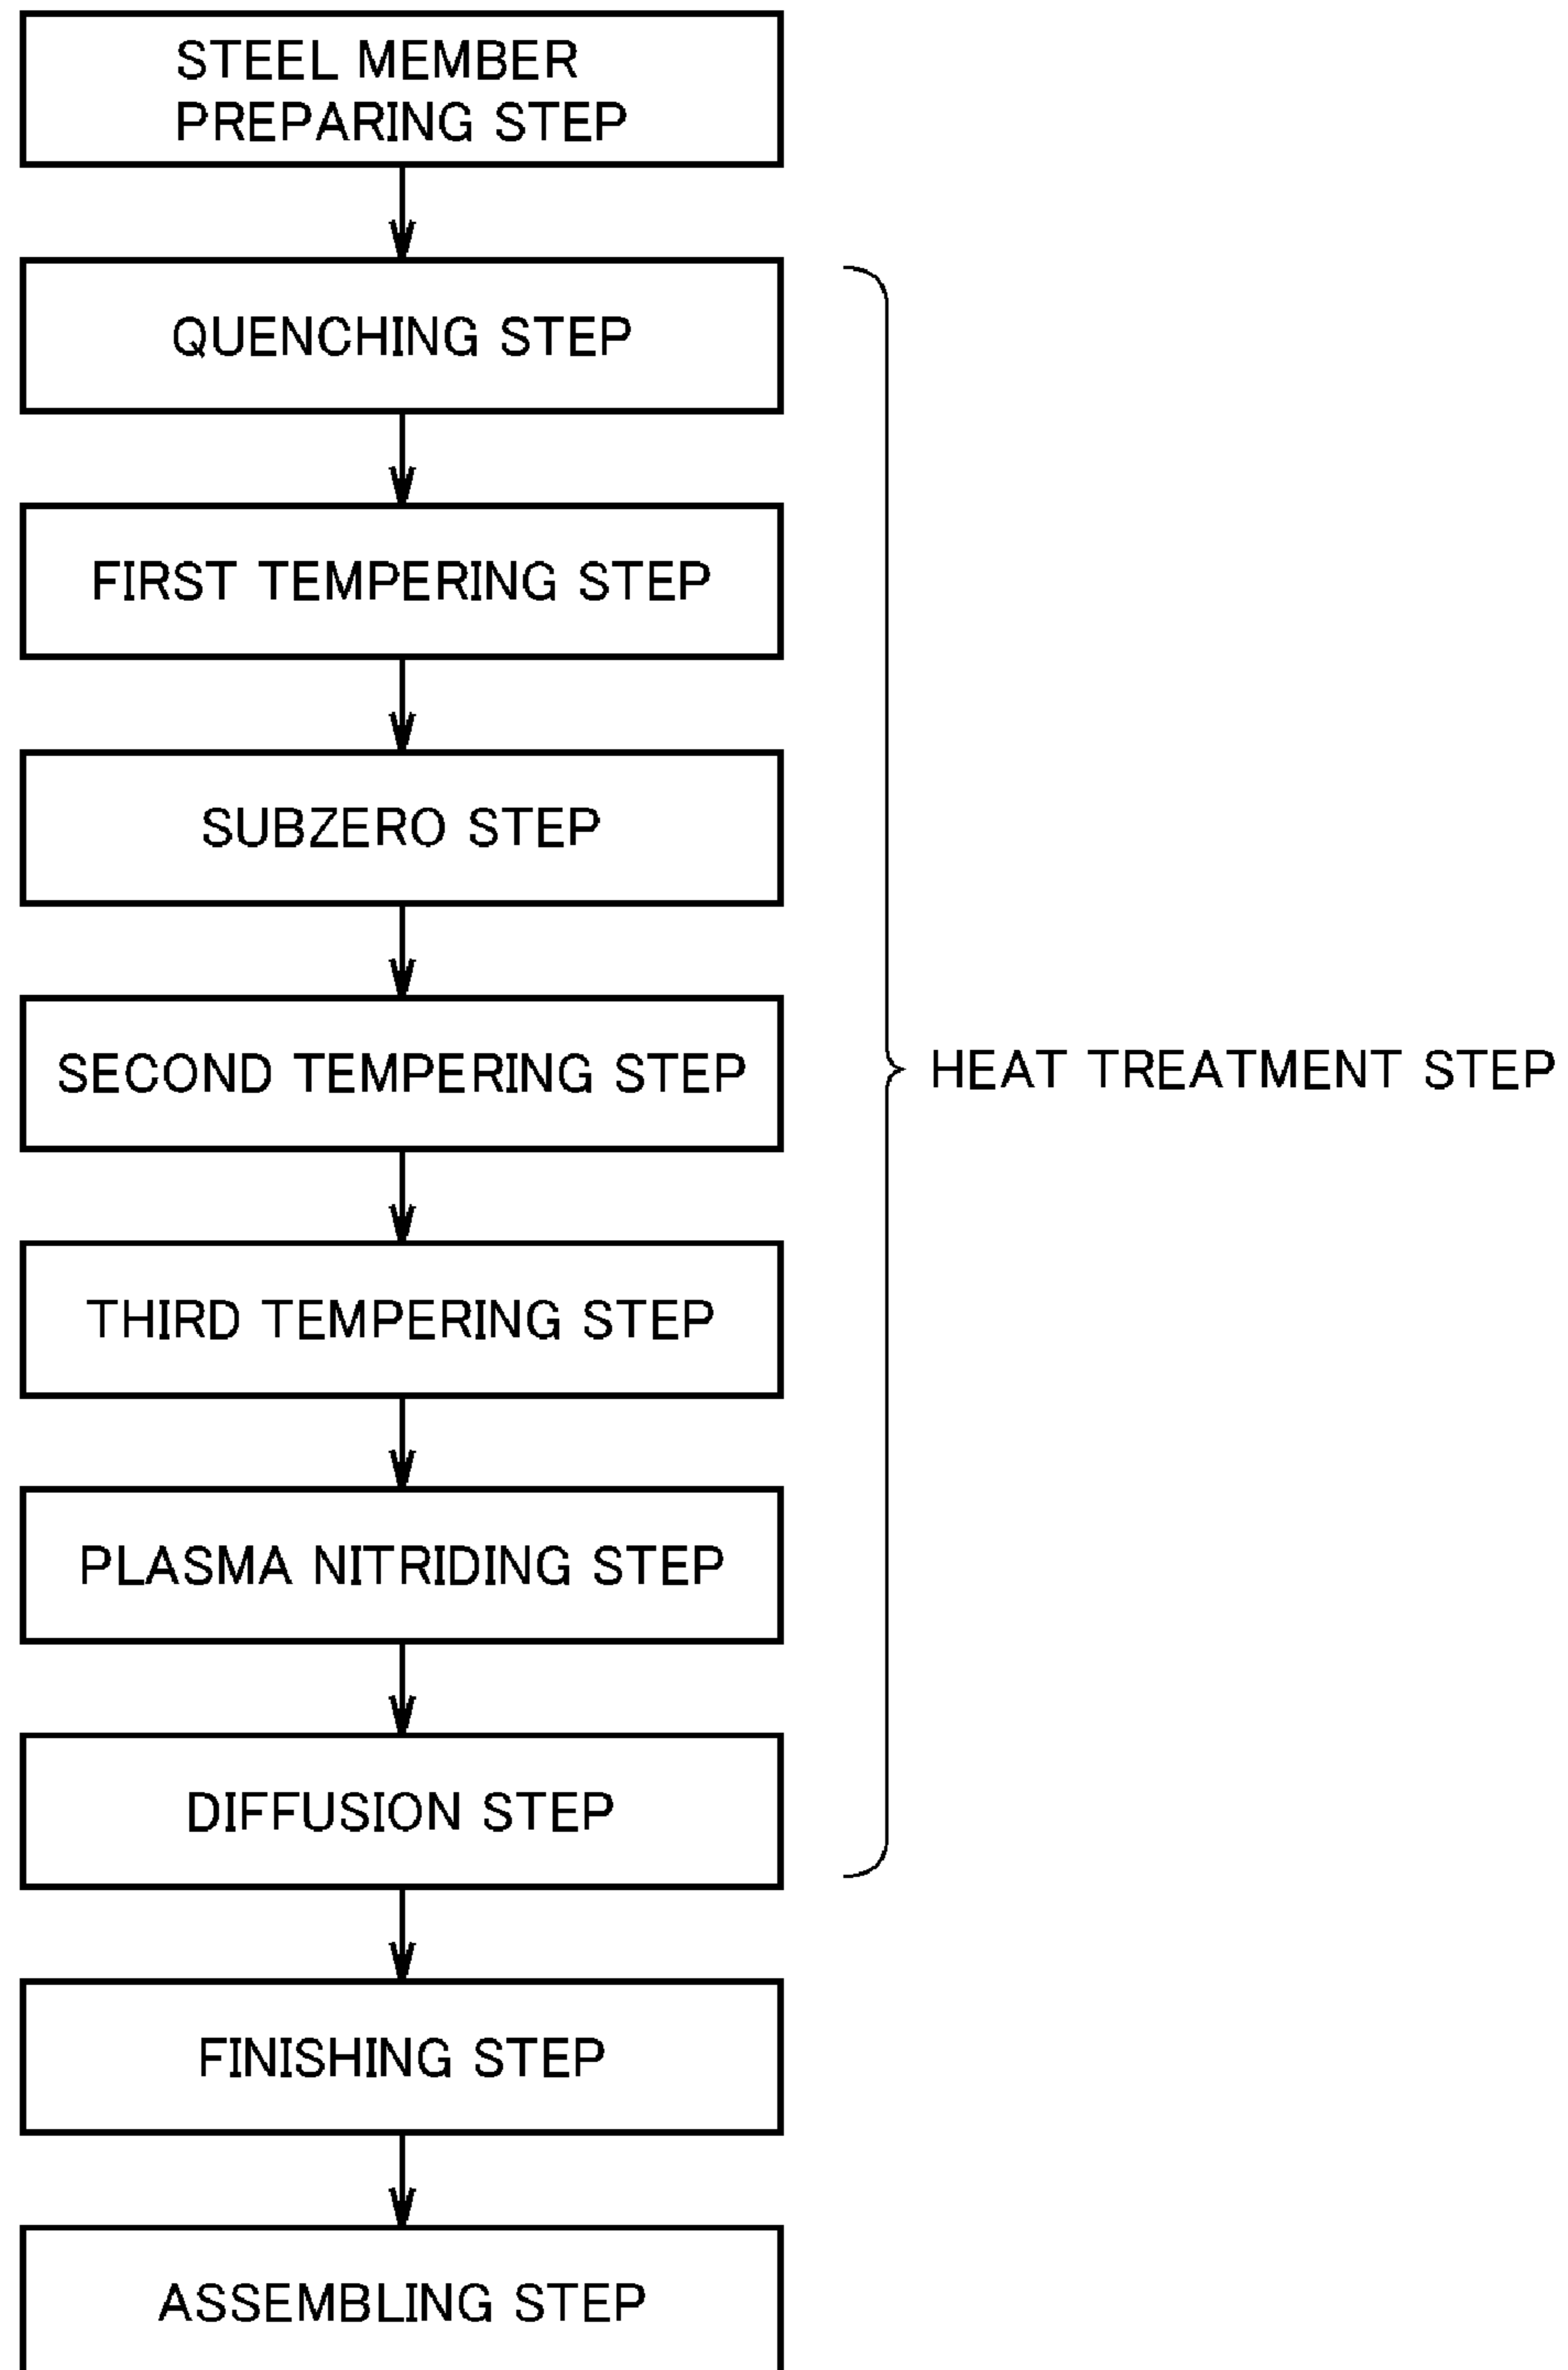 STEEL MEMBER
PREPARING STEP
QUENCHING STEP
FIRST TEMPERING STEP
SUBZERO STEP
SECOND TEMPERING STEP
HEAT TREATMENT STEP
THIRD TEMPERING STEP
PLASMA NITRIDING STEP
DIFFUSION STEP
FINISHING STEP
ASSEMBLING STEP